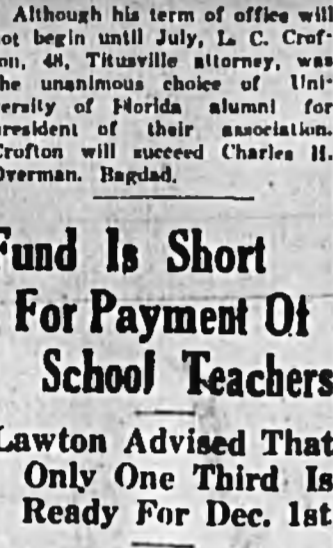 Although his term of office will
ot begin until July, L. C. Crof-
on, 48, Titusville attorney, was
he unanimous choice of Uni-
ersity of Florida alumni for
resident of their association.
Crofton will succeed Charles H.
Overman, Bagdad.
Fund Is Short
For Payment Of
School Teachers
Lawton Advised That
Only One Third Is
Ready For Dec. 1st